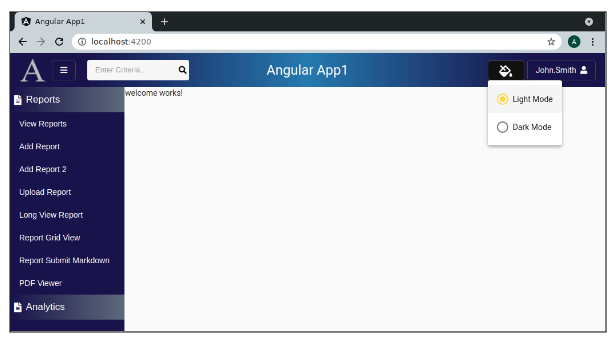 Angular App1
localhost:4200
A
A
Enter Criteria...
Angular App1
John.Smith
Reports
welcome works!
Light Mode
View Reports
Dark Mode
Add Report
Add Report 2
Upload Report
Long View Report
Report Grid View
Report Submit Markdown
PDF Viewer
Analytics